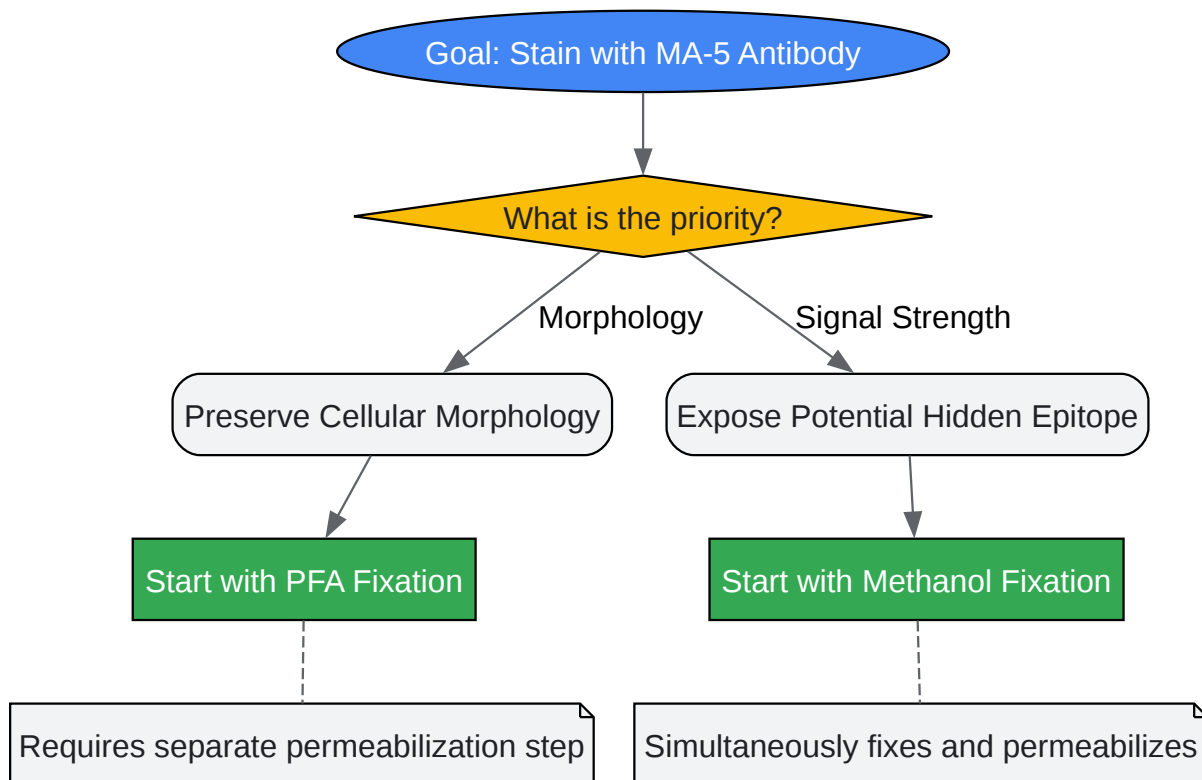 Goal: Stain with MA-5 Antibody
What is the priority?
Morphology
Signal Strength
Preserve Cellular Morphology
Expose Potential Hidden Epitope
Start with PFA Fixation
Start with Methanol Fixation
Requires separate permeabilization step
Simultaneously fixes and permeabilizes